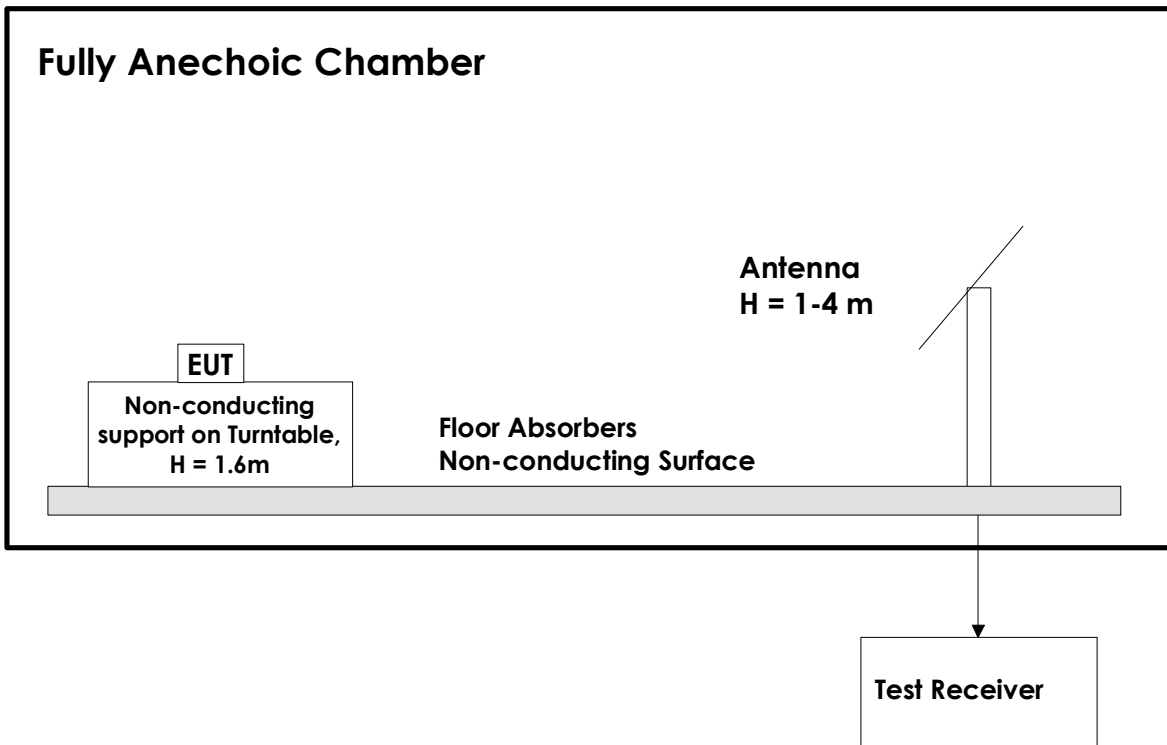 Fully Anechoic Chamber
Antenna
H = 1-4 m
EUT
Non-conducting
support on Turntable,
H = 1.6m
Floor Absorbers
Non-conducting Surface
Test Receiver